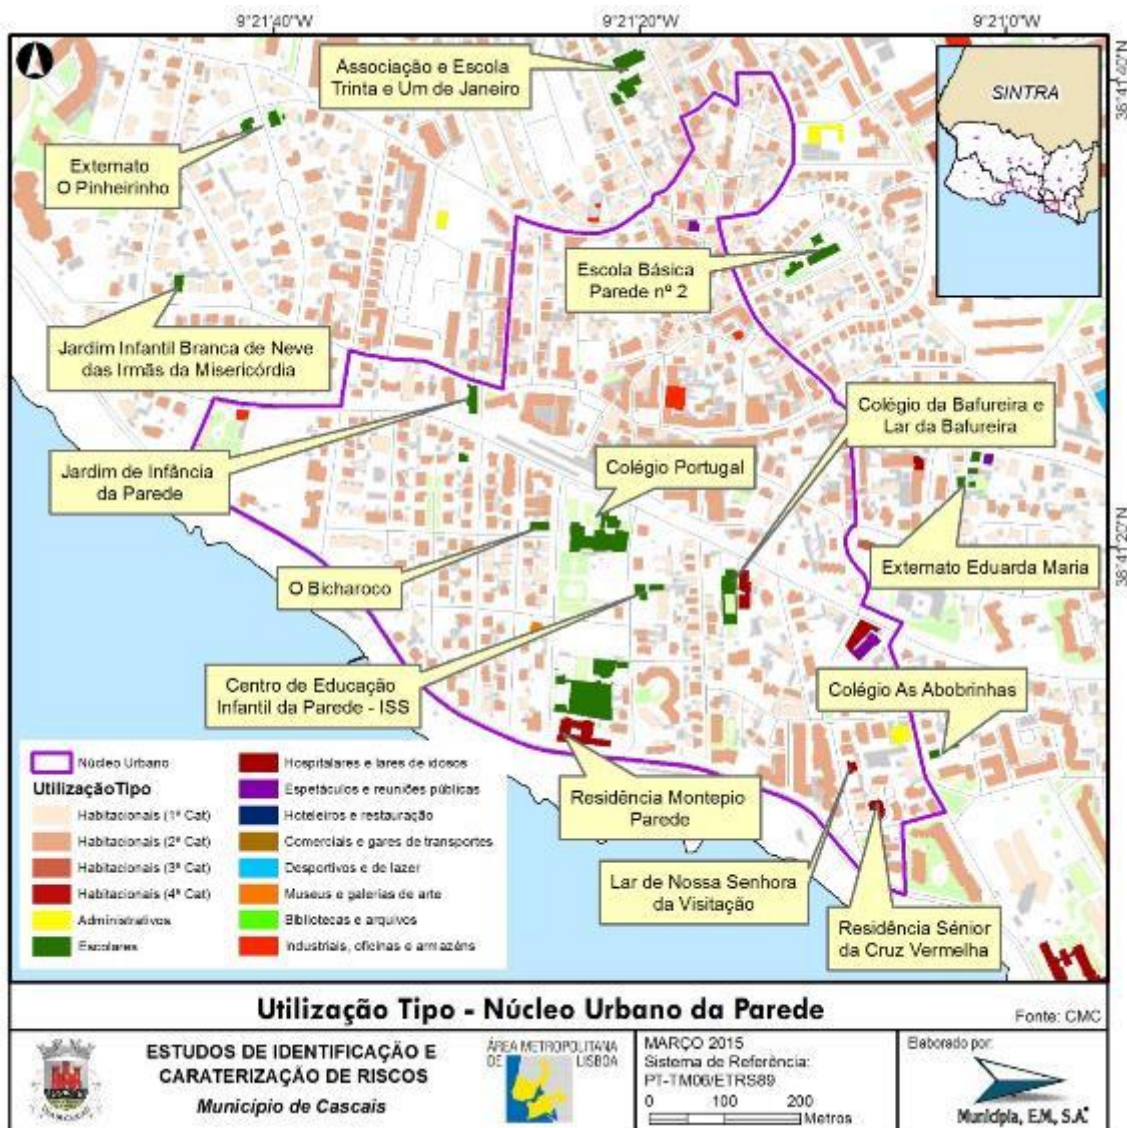 9°21'40"W
9°21'20"W
9°21'0"W
38°41'40"N
38°41'20"N
SINTRA
Associação e Escola
Trinta e Um de Janeiro
Externato
O Pinheirinho
Escola Básica
Parede nº 2
Jardim Infantil Branca de Neve
das Irmãs da Misericórdia
Colégio da Bafureira e
Lar da Bafureira
Jardim de Infância
da Parede
Colégio Portugal
O Bicharoco
Externato Eduarda Maria
Centro de Educação
Infantil da Parede - ISS
Colégio As Abobrinhas
Residência Montepio
Parede
Lar de Nossa Senhora
da Visitação
Residência Sénior
da Cruz Vermelha
Núcleo Urbano
UtilizaçãoTipo
Habitacionais (1ª Cat)
Habitacionais (2ª Cat)
Habitacionais (3ª Cat)
Habitacionais (4ª Cat)
Administrativos
Escolares
Hospitalares e lares de idosos
Espetáculos e reuniões públicas
Hoteleiros e restauração
Comerciais e gares de transportes
Desportivos e de lazer
Museus e galerias de arte
Bibliotecas e arquivos
Industriais, oficinas e armazéns
Utilização Tipo - Núcleo Urbano da Parede
Fonte: CMC
ESTUDOS DE IDENTIFICAÇÃO E
CARATERIZAÇÃO DE RISCOS
Município de Cascais
ÁREA METROPOLITANA
DE LISBOA
MARÇO 2015
Sistema de Referência:
PT-TM06/ETRS89
0 100 200
Metros
Elaborado por:
Municípia, E.M., S.A.